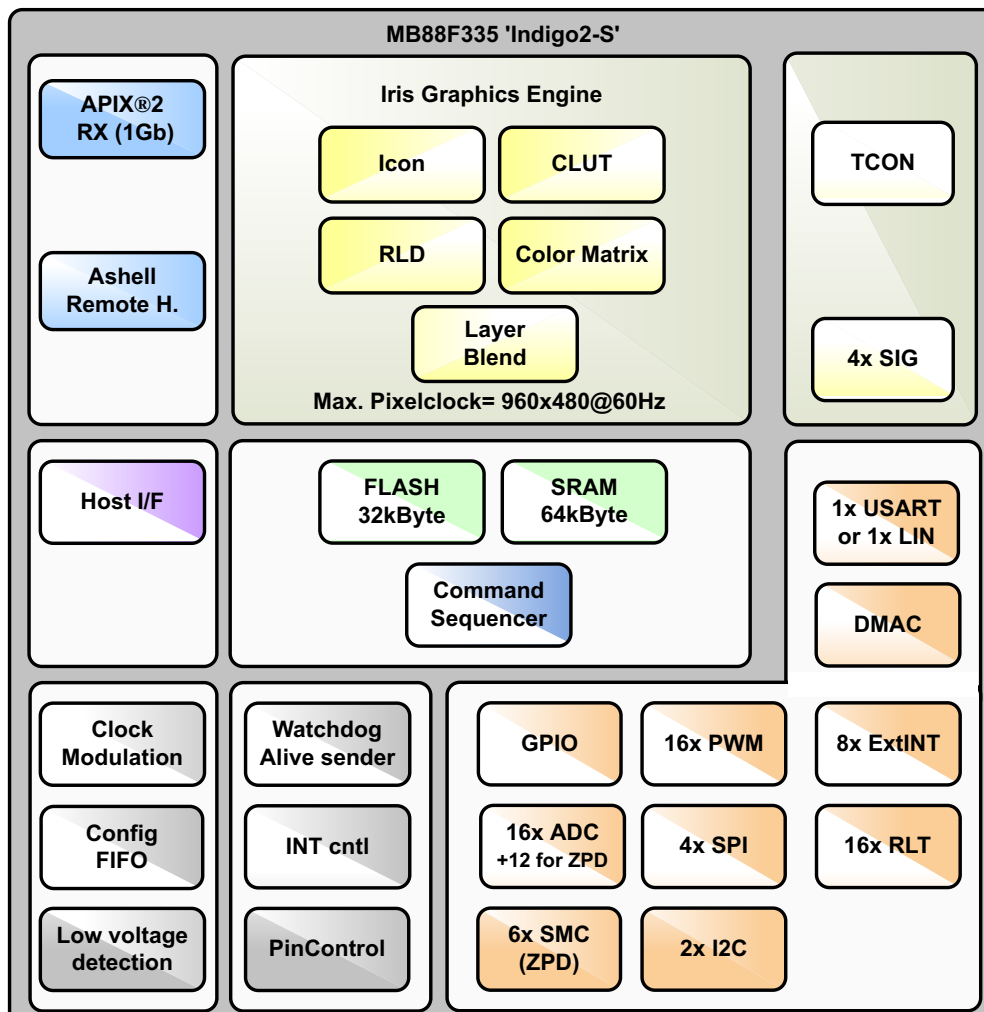 MB88F335 'Indigo2-S'
APIX®2
RX (1Gb)
Ashell
Remote H.
Iris Graphics Engine
Icon
CLUT
RLD
Color Matrix
Layer
Blend
Max. Pixelclock= 960x480@60Hz
TCON
4x SIG
Host I/F
FLASH
32kByte
SRAM
64kByte
Command
Sequencer
1x USART
or 1x LIN
DMAC
Clock
Modulation
Config
FIFO
Low voltage
detection
Watchdog
Alive sender
INT cntl
PinControl
GPIO
16x PWM
8x ExtINT
16x ADC
+12 for ZPD
4x SPI
16x RLT
6x SMC
(ZPD)
2x I2C